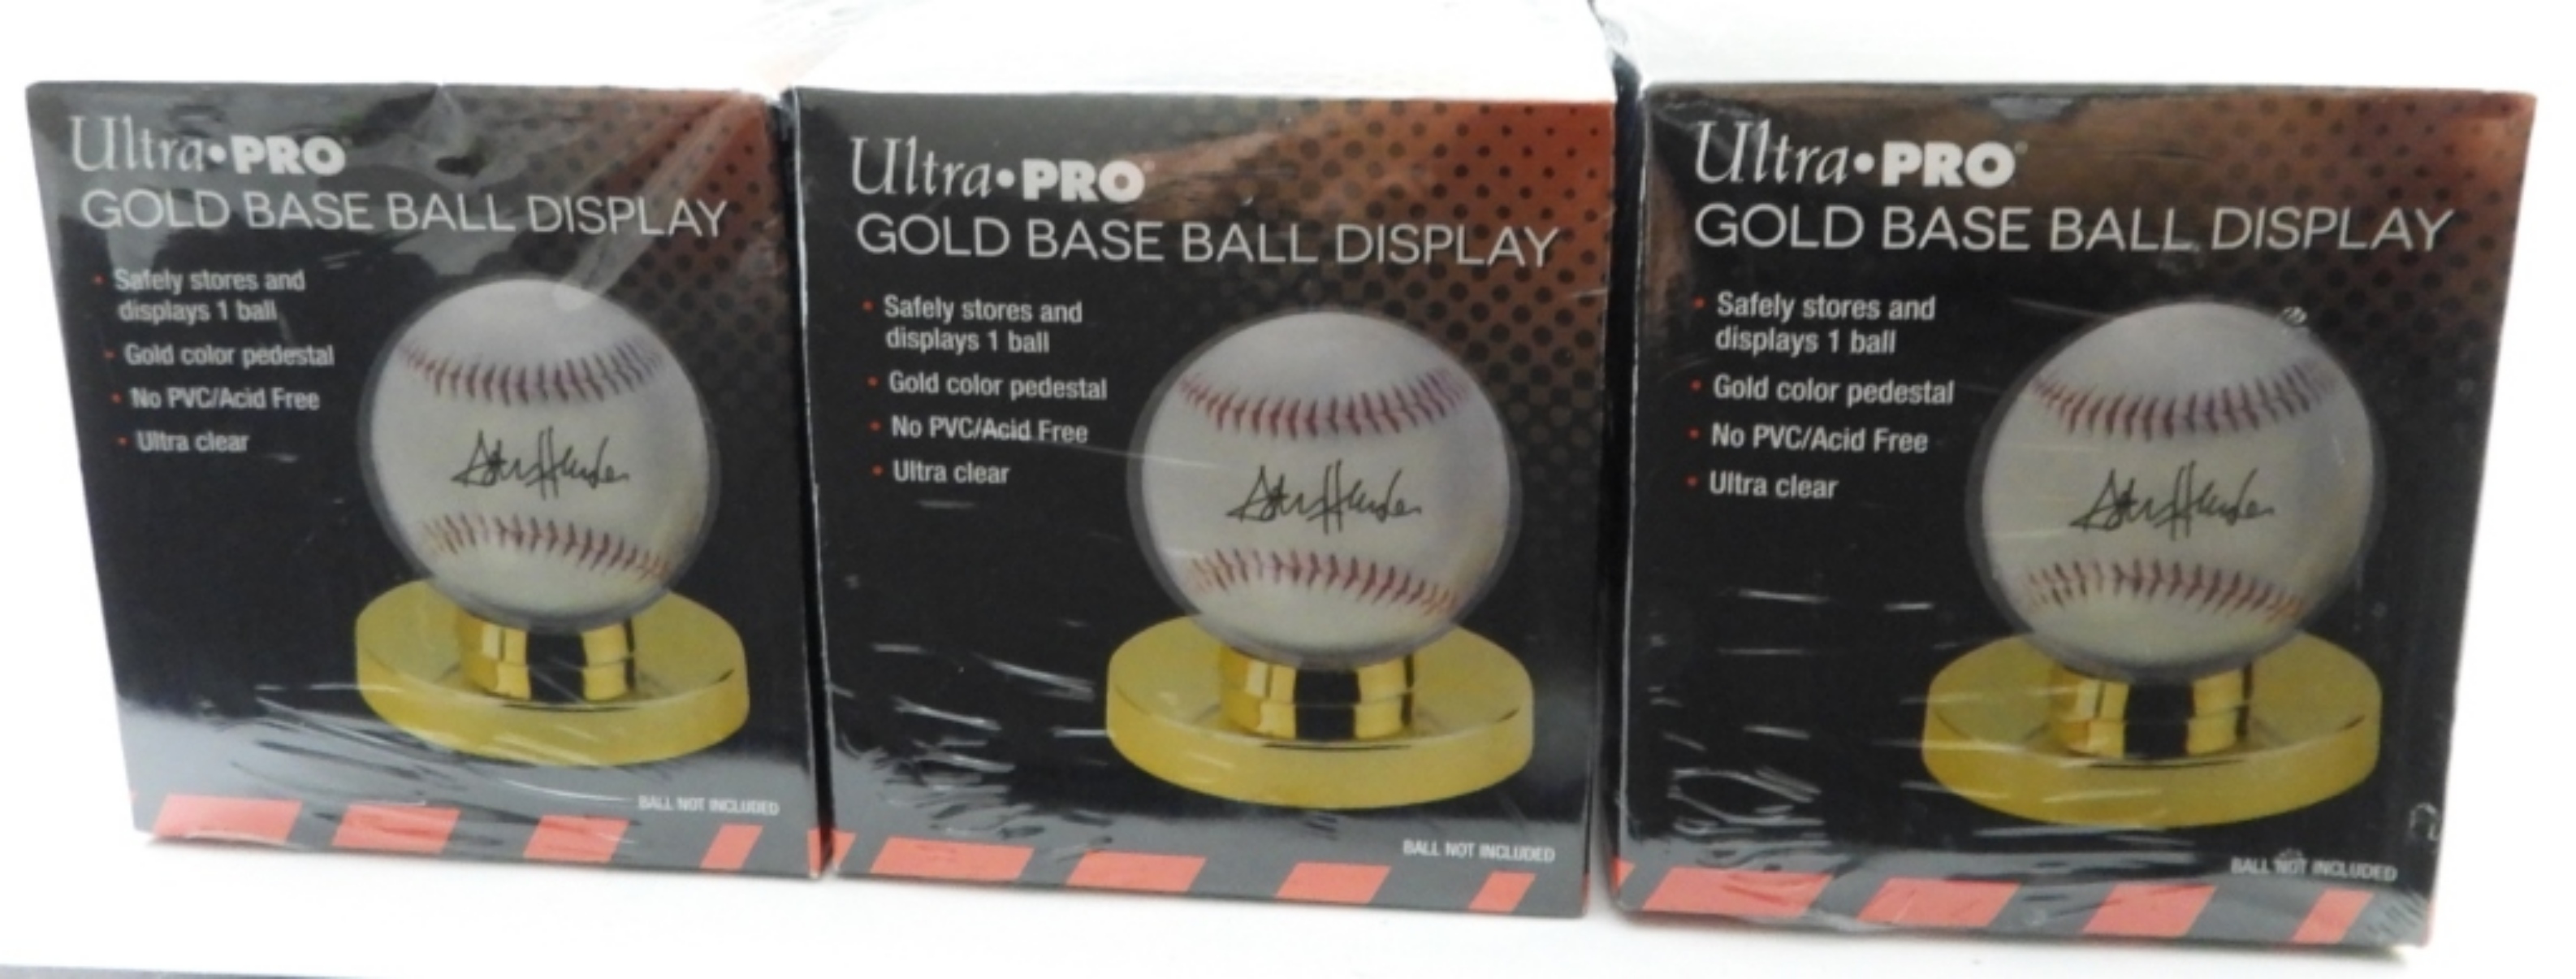 Ultra•PRO®
GOLD BASE BALL DISPLAY
• Safely stores and
displays 1 ball
• Gold color pedestal
• No PVC/Acid Free
• Ultra clear
BALL NOT INCLUDED
Ultra•PRO®
GOLD BASE BALL DISPLAY
• Safely stores and
displays 1 ball
• Gold color pedestal
• No PVC/Acid Free
• Ultra clear
BALL NOT INCLUDED
Ultra•PRO®
GOLD BASE BALL DISPLAY
• Safely stores and
displays 1 ball
• Gold color pedestal
• No PVC/Acid Free
• Ultra clear
BALL NOT INCLUDED